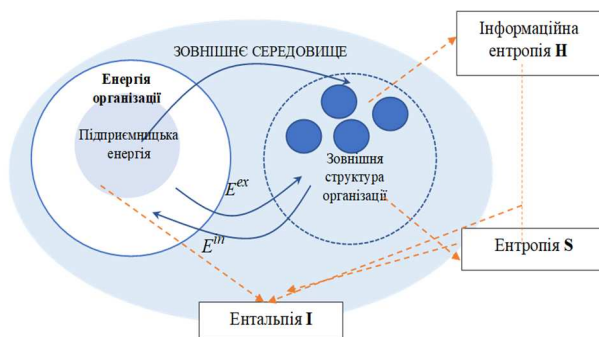 Інформаційна
ентропія H
ЗОВНІШНЄ СЕРЕДОВИЩЕ
Енергія
організації
Підприємницька
енергія
Зовнішня
структура
організації
E^ex
E^in
Ентропія S
Ентальпія I